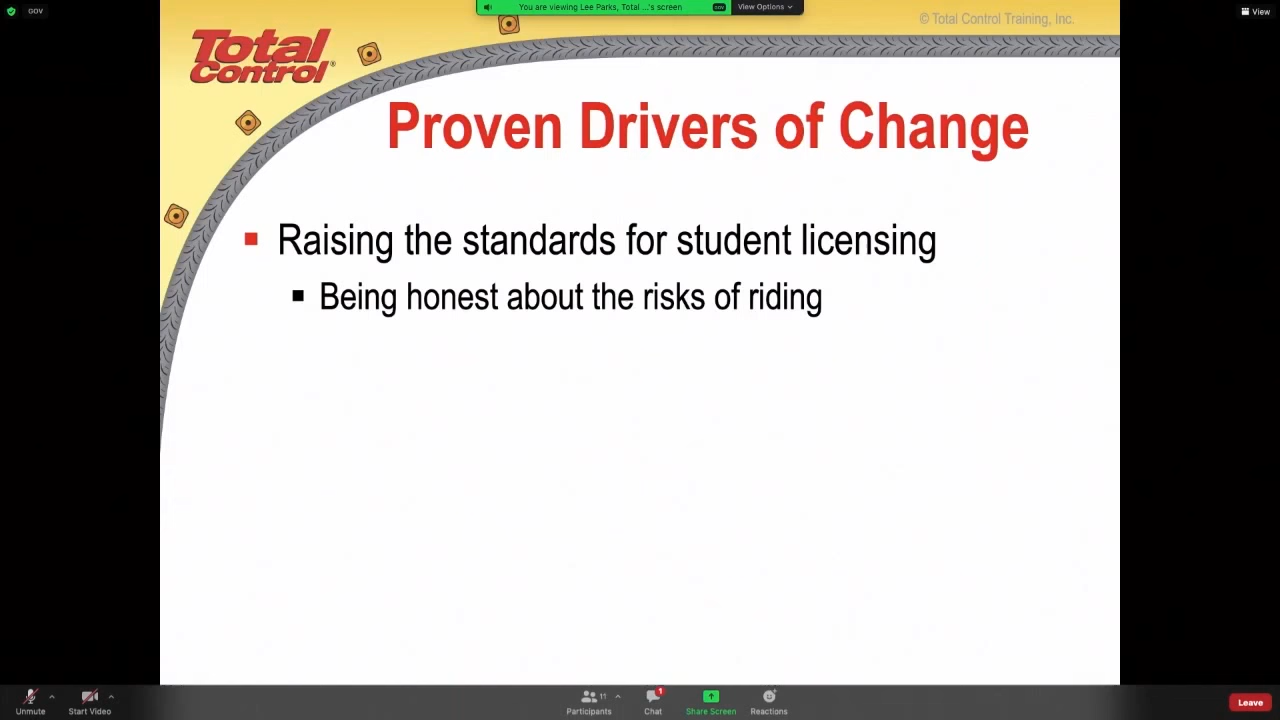 GOV
You are viewing Lee Parks, Total ...'s screen
GOV
View Options
View
© Total Control Training, Inc.
Total
Control®
Proven Drivers of Change
Raising the standards for student licensing
Being honest about the risks of riding
Unmute
Start Video
11
Participants
1
Chat
Share Screen
Reactions
Leave